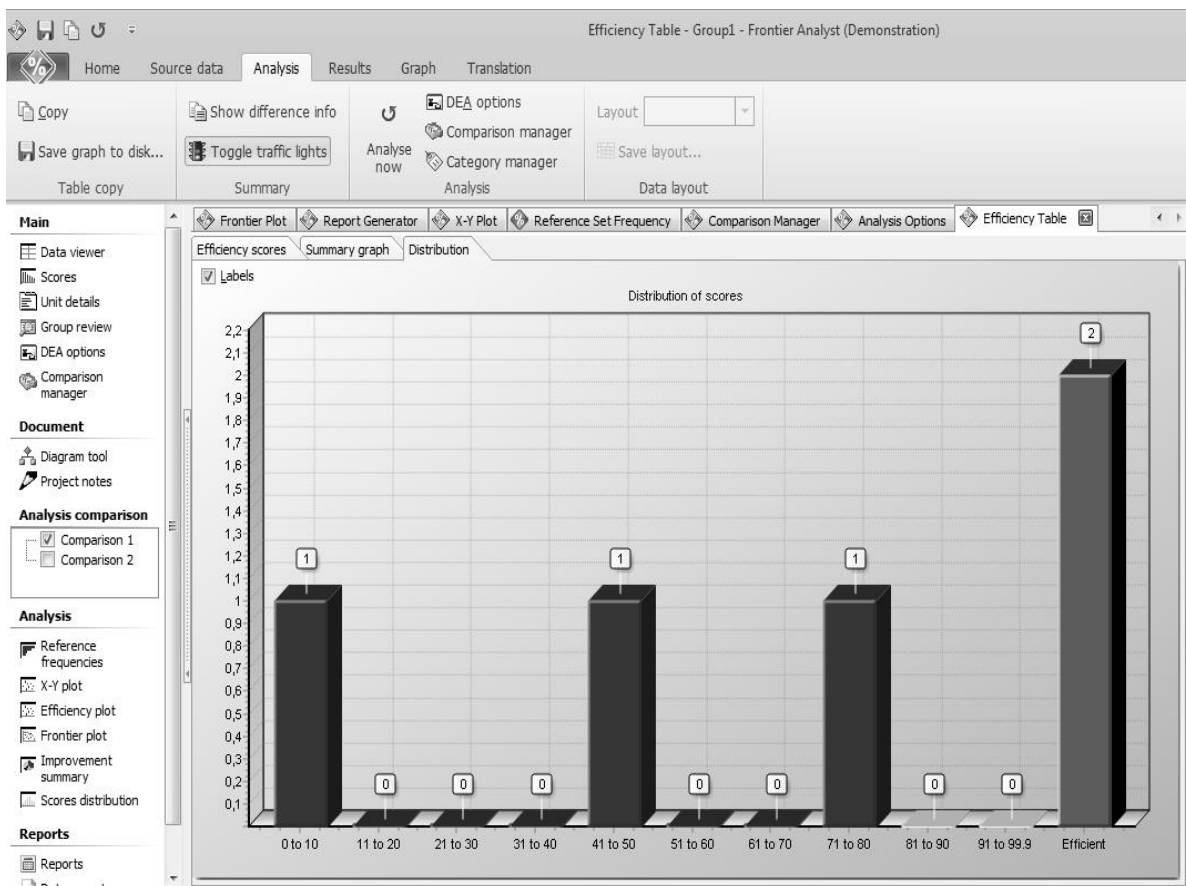 Efficiency Table - Group1 - Frontier Analyst (Demonstration)
Home Source data Analysis Results Graph Translation
Copy
Save graph to disk...
Table copy
Show difference info
Toggle traffic lights
Summary
Analyse
now
DEA options
Comparison manager
Category manager
Analysis
Layout
Save layout...
Data layout
Main
Data viewer
Scores
Unit details
Group review
DEA options
Comparison
manager
Document
Diagram tool
Project notes
Analysis comparison
Comparison 1
Comparison 2
Analysis
Reference
frequencies
X-Y plot
Efficiency plot
Frontier plot
Improvement
summary
Scores distribution
Reports
Reports
Frontier Plot Report Generator X-Y Plot Reference Set Frequency Comparison Manager Analysis Options Efficiency Table
Efficiency scores Summary graph Distribution
Labels
Distribution of scores
2,2
2,1
2
1,9
1,8
1,7
1,6
1,5
1,4
1,3
1,2
1,1
1
0,9
0,8
0,7
0,6
0,5
0,4
0,3
0,2
0,1
1 0 0 0 1 0 0 1 0 0 2
0 to 10 11 to 20 21 to 30 31 to 40 41 to 50 51 to 60 61 to 70 71 to 80 81 to 90 91 to 99.9 Efficient